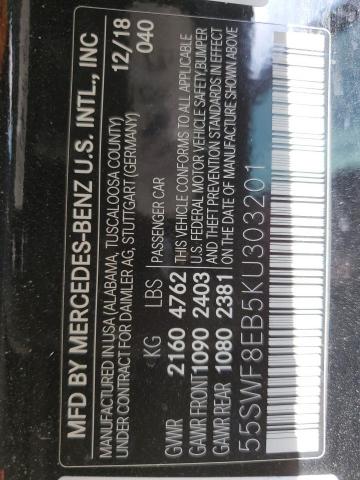 MFD BY MERCEDES-BENZ U.S. INTL., INC
MANUFACTURED IN USA (ALABAMA, TUSCALOOSA COUNTY) 12/18
UNDER CONTRACT FOR DAIMLER AG, STUTTGART (GERMANY) 040
KG LBS PASSENGER CAR
GVWR 2160 4762 THIS VEHICLE CONFORMS TO ALL APPLICABLE
GAWR FRONT 1090 2403 U.S. FEDERAL MOTOR VEHICLE SAFETY, BUMPER
GAWR REAR 1080 2381 AND THEFT PREVENTION STANDARDS IN EFFECT
ON THE DATE OF MANUFACTURE SHOWN ABOVE
55SWF8EB5KU303201